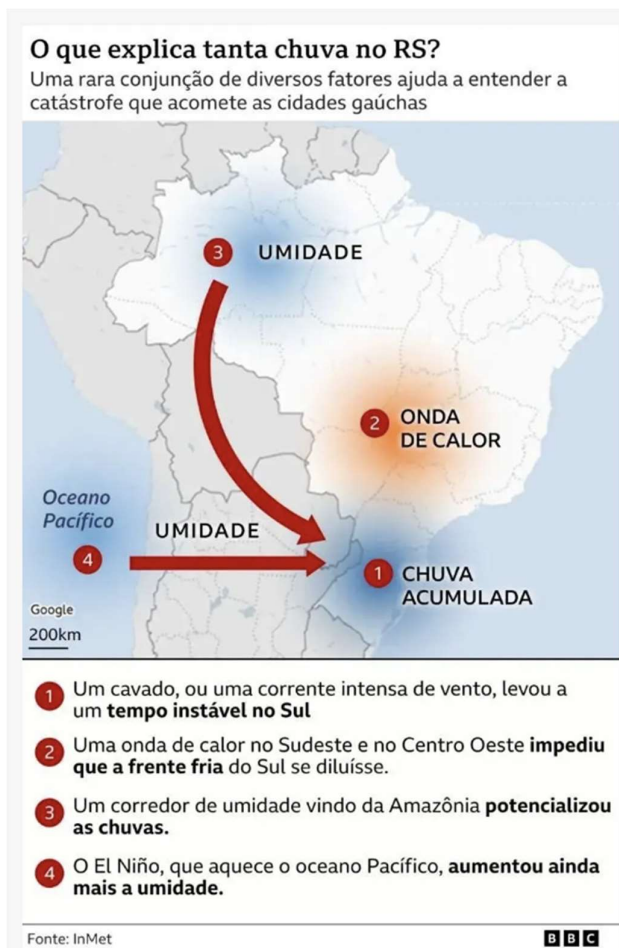 O que explica tanta chuva no RS?
Uma rara conjunção de diversos fatores ajuda a entender a
catástrofe que acomete as cidades gaúchas
3 UMIDADE
2 ONDA
DE CALOR
Oceano
Pacífico
UMIDADE
4
1 CHUVA
ACUMULADA
Google
200km
1 Um cavado, ou uma corrente intensa de vento, levou a
um tempo instável no Sul
2 Uma onda de calor no Sudeste e no Centro Oeste impediu
que a frente fria do Sul se diluísse.
3 Um corredor de umidade vindo da Amazônia potencializou
as chuvas.
4 O El Niño, que aquece o oceano Pacífico, aumentou ainda
mais a umidade.
Fonte: InMet
BBC